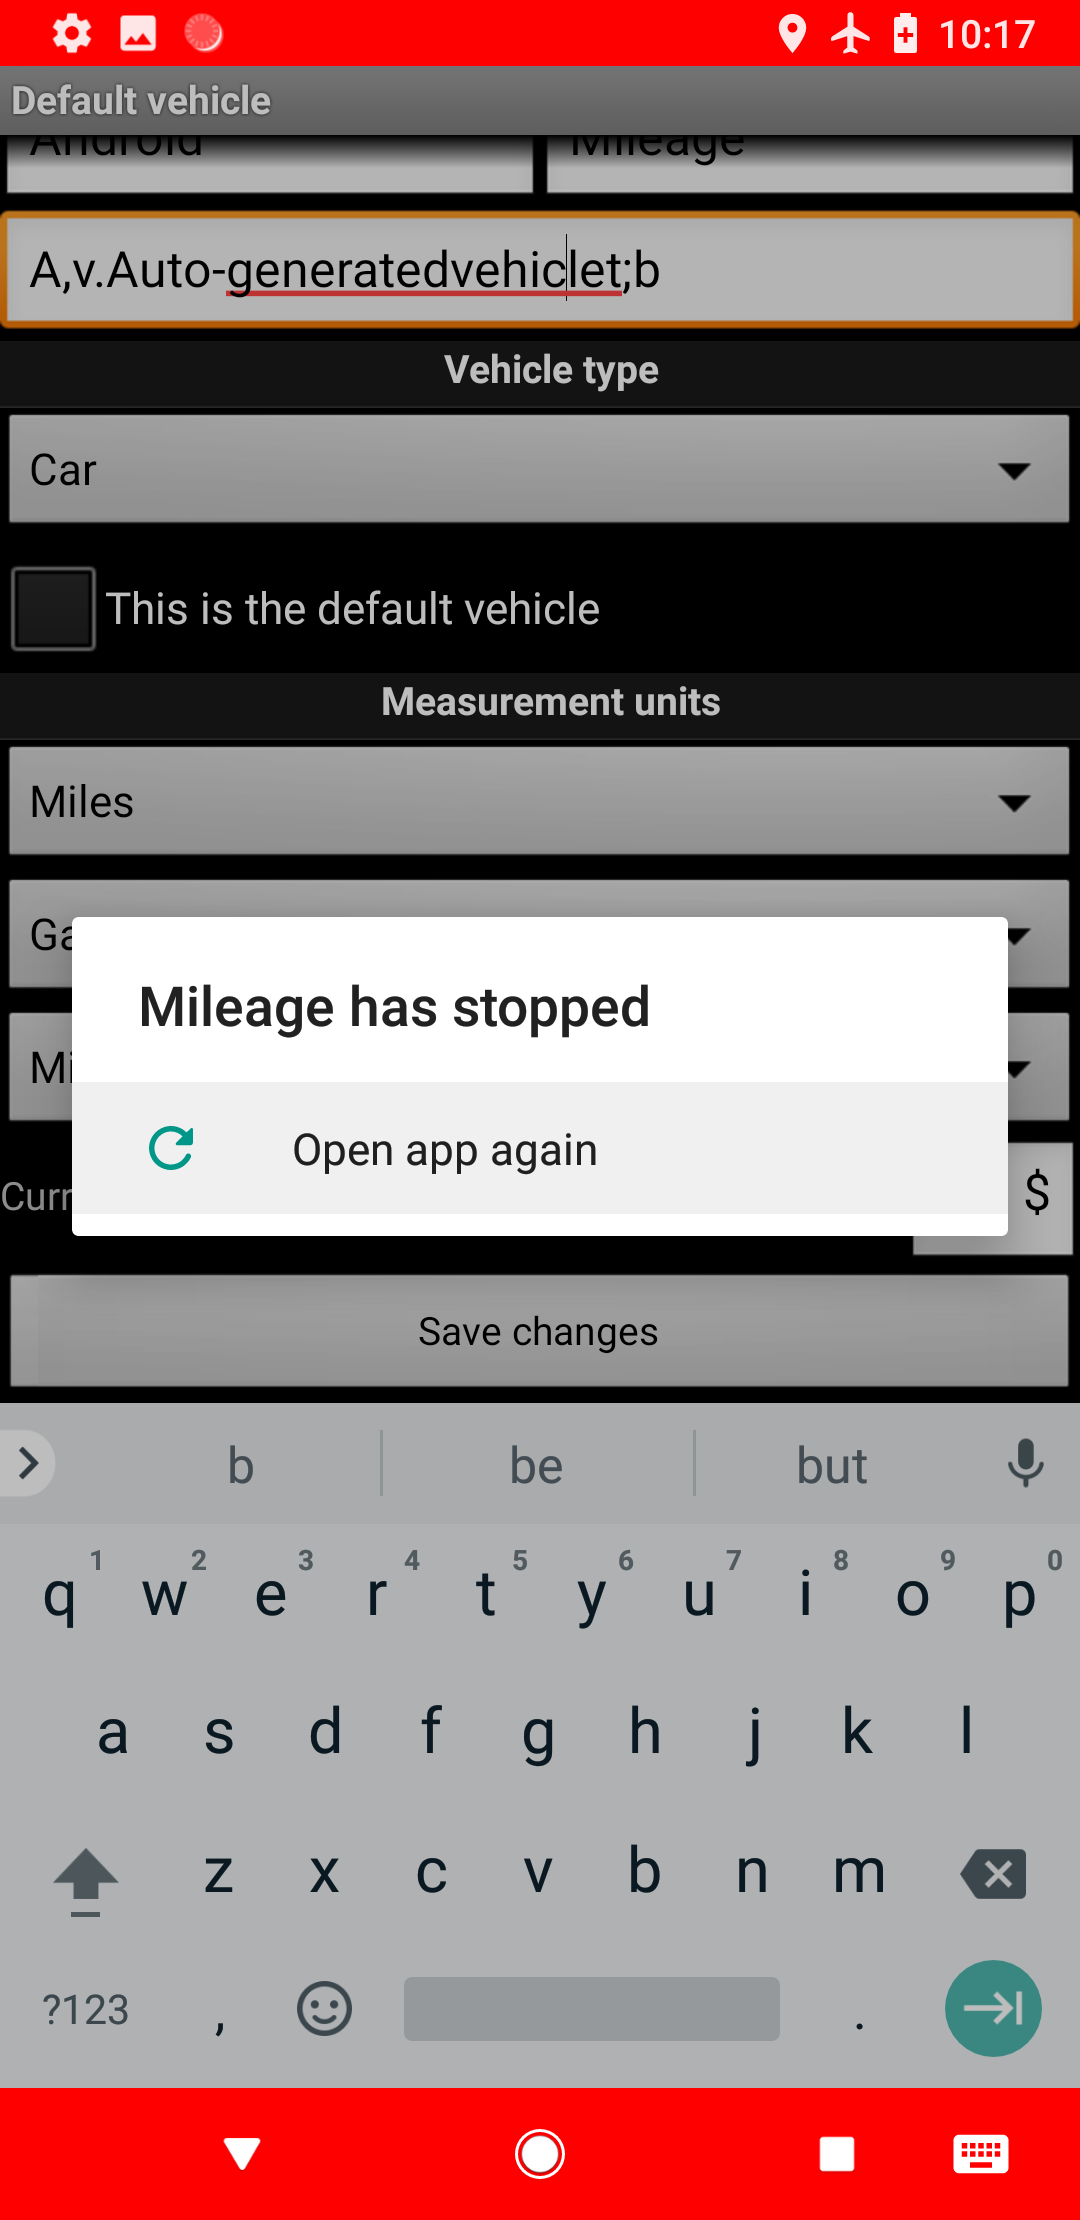 10:17
Default vehicle
Android Mileage
A,v.Auto-generatedvehiclet;b
Vehicle type
Car
This is the default vehicle
Measurement units
Miles
Ga
Mi
Mileage has stopped
Open app again
Curr $
Save changes
b be but
1 2 3 4 5 6 7 8 9 0
q w e r t y u i o p
a s d f g h j k l
z x c v b n m
?123 , .